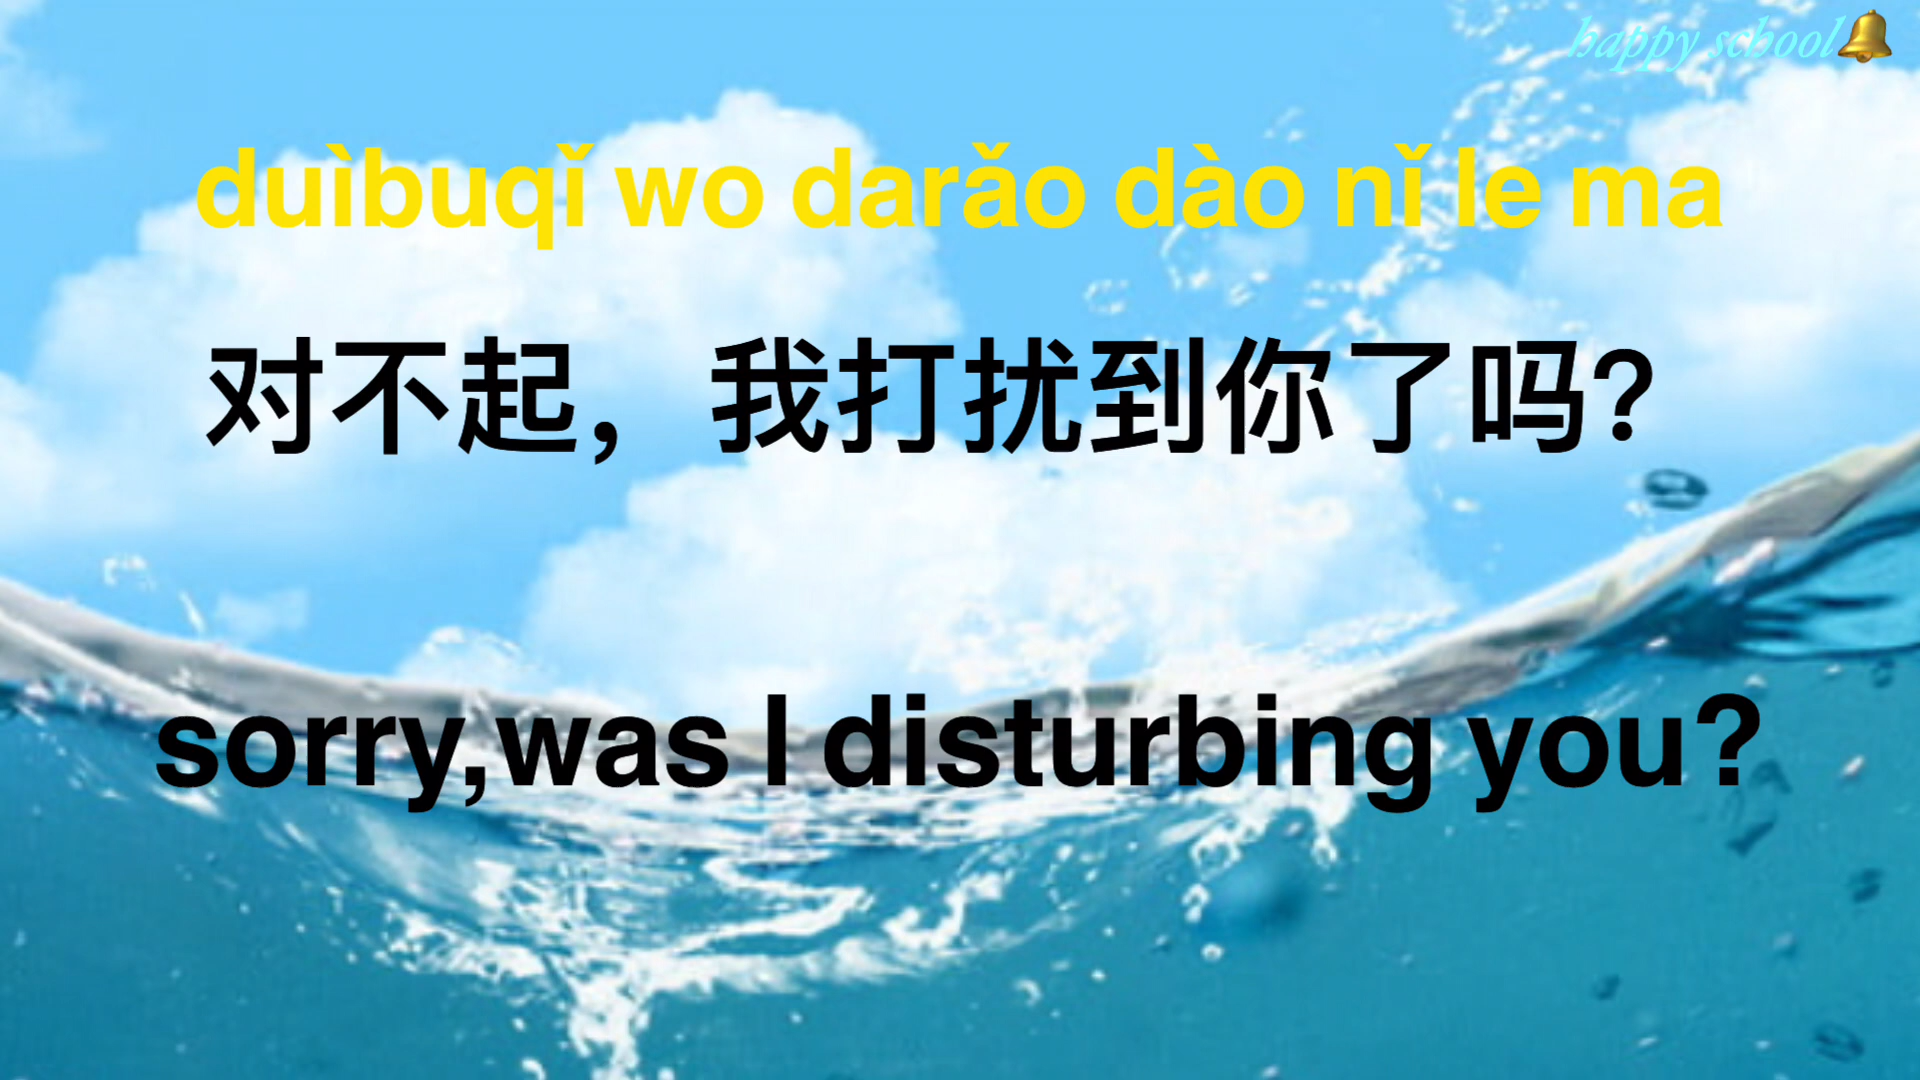 happy school🔔
duìbuqǐ wo darǎo dào nǐ le ma
对不起，我打扰到你了吗？
sorry,was I disturbing you?